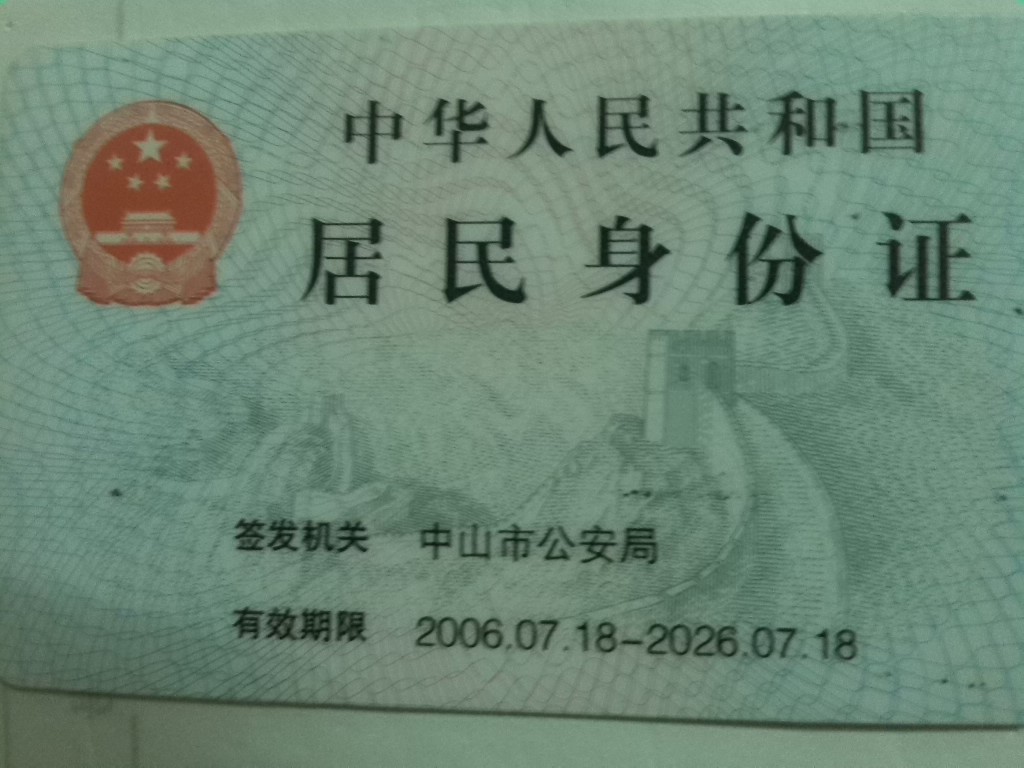 中华人民共和国
居民身份证
签发机关 中山市公安局
有效期限 2006.07.18-2026.07.18